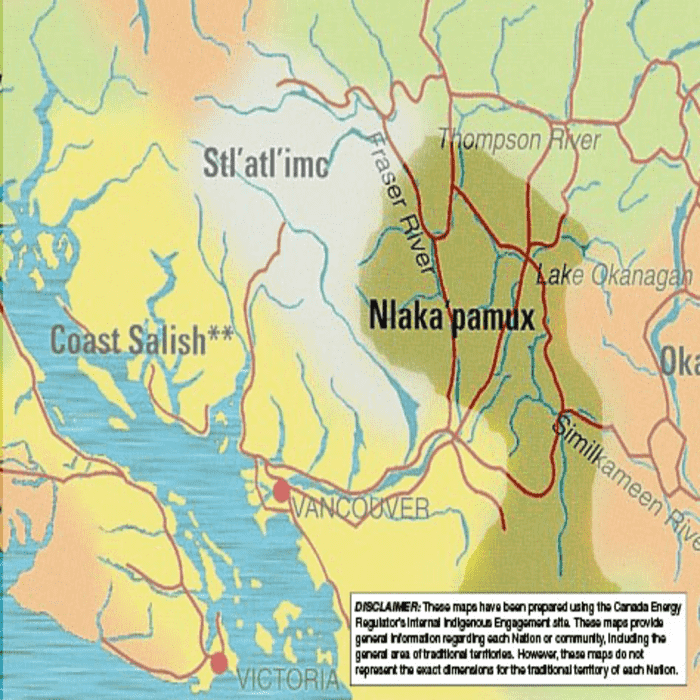 Thompson River
Stl'atl'imc
Fraser River
Lake Okanagan
Nlaka'pamux
Coast Salish**
Oka
Similkameen Rive
VANCOUVER
DISCLAIMER: These maps have been prepared using the Canada Energy
Regulator's internal Indigenous Engagement site. These maps provide
general information regarding each Nation or community, including the
general area of traditional territories. However, these maps do not
represent the exact dimensions for the traditional territory of each Nation.
VICTORIA